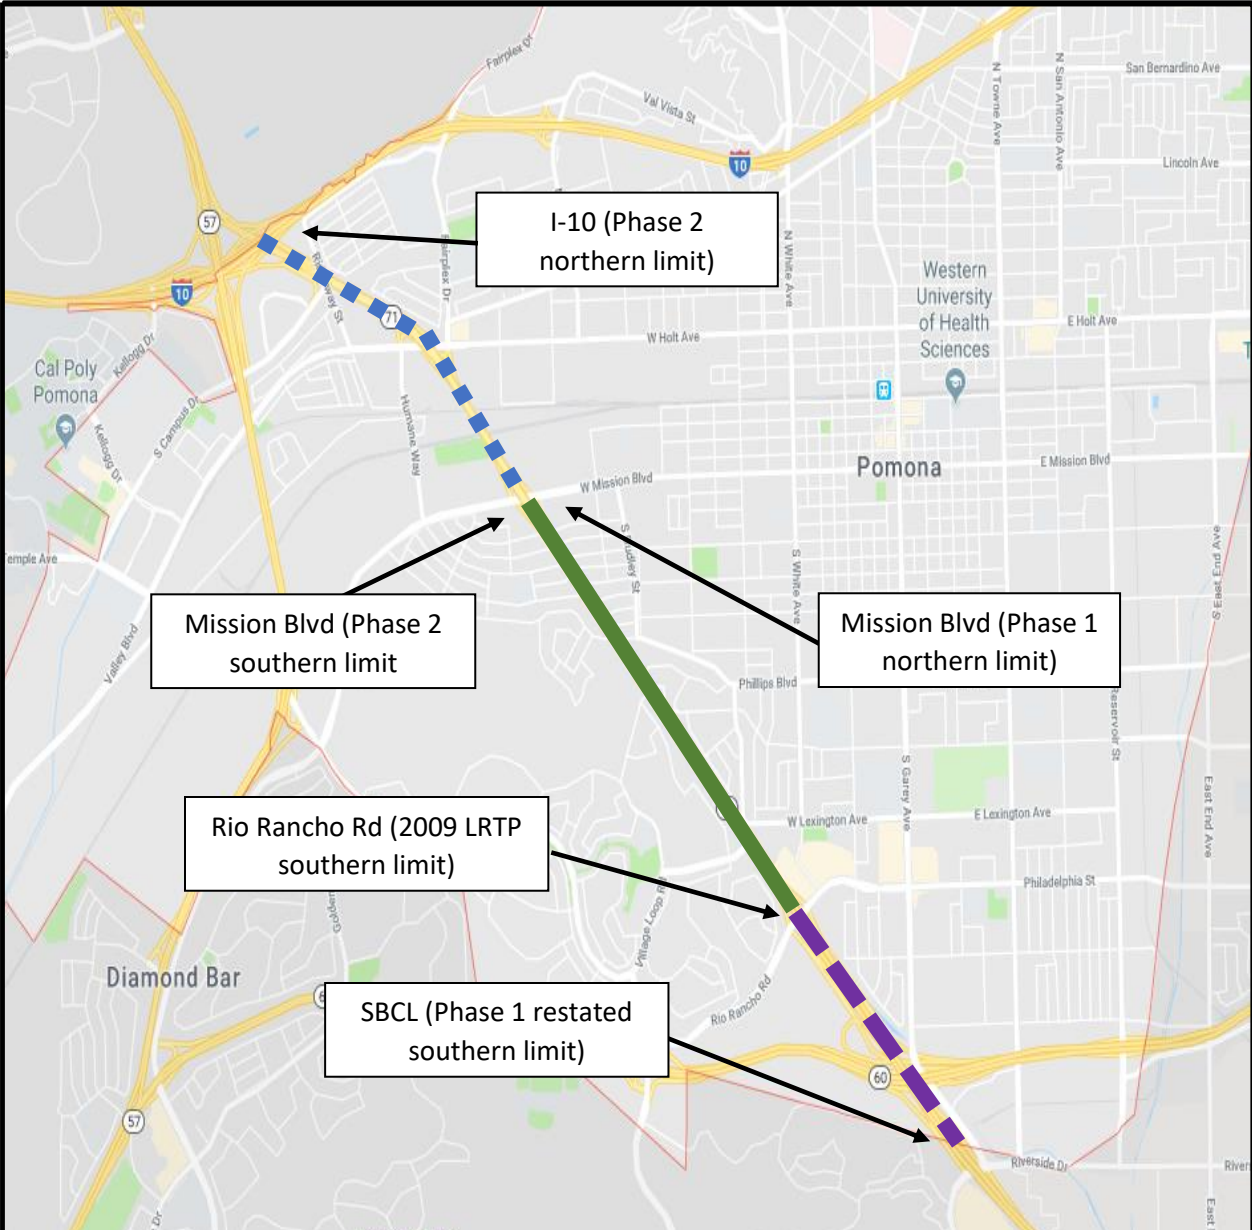 Fairplex Dr
San Bernardino Ave
N Towne Ave
N San Antonio Ave
Val Vista St
10
Lincoln Ave
57
I-10 (Phase 2
northern limit)
N White Ave
Fairplex Dr
10
71
Western
University
of Health
Sciences
E Holt Ave
W Holt Ave
Kellogg Dr
Cal Poly
Pomona
S Campus Dr
Humane Way
Kellogg Dr
Pomona
E Mission Blvd
W Mission Blvd
S White Ave
S East End Ave
Mission Blvd (Phase 2
southern limit
Mission Blvd (Phase 1
northern limit)
Valley Blvd
Phillips Blvd
Reservoir St
S Garey Ave
East End Ave
Rio Rancho Rd (2009 LRTP
southern limit)
W Lexington Ave
E Lexington Ave
Philadelphia St
Village Loop Rd
Diamond Bar
SBCL (Phase 1 restated
southern limit)
Rio Rancho Rd
60
57
Riverside Dr
River
East
Dr